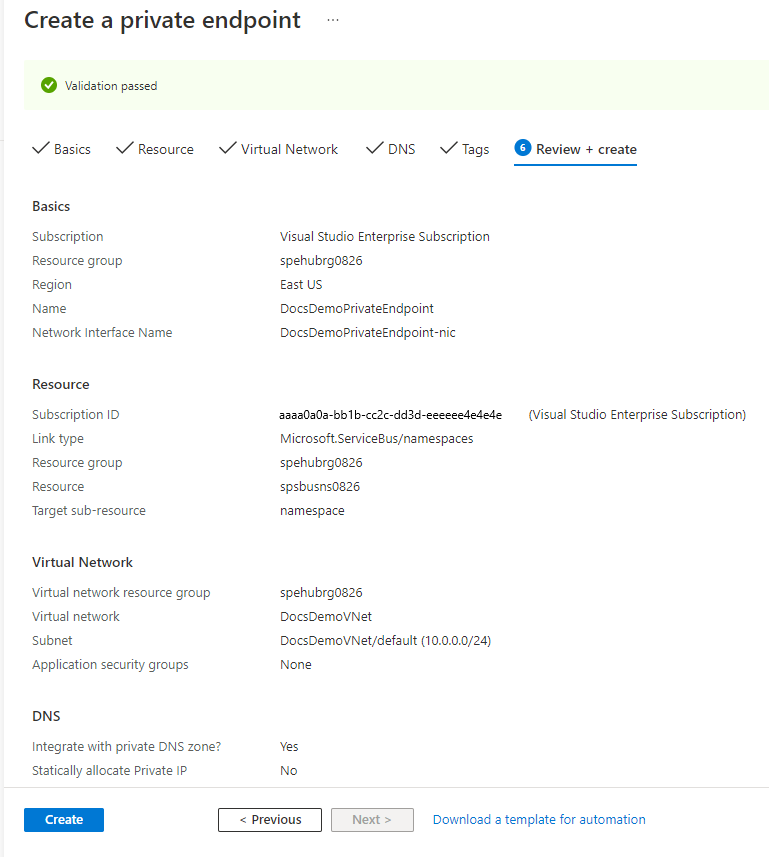 Create a private endpoint ...
Validation passed
Basics Resource Virtual Network DNS Tags 6 Review + create
Basics
Subscription Visual Studio Enterprise Subscription
Resource group spehubrg0826
Region East US
Name DocsDemoPrivateEndpoint
Network Interface Name DocsDemoPrivateEndpoint-nic
Resource
Subscription ID aaaa0a0a-bb1b-cc2c-dd3d-eeeeee4e4e4e (Visual Studio Enterprise Subscription)
Link type Microsoft.ServiceBus/namespaces
Resource group spehubrg0826
Resource spsbusns0826
Target sub-resource namespace
Virtual Network
Virtual network resource group spehubrg0826
Virtual network DocsDemoVNet
Subnet DocsDemoVNet/default (10.0.0.0/24)
Application security groups None
DNS
Integrate with private DNS zone? Yes
Statically allocate Private IP No
Create < Previous Next > Download a template for automation